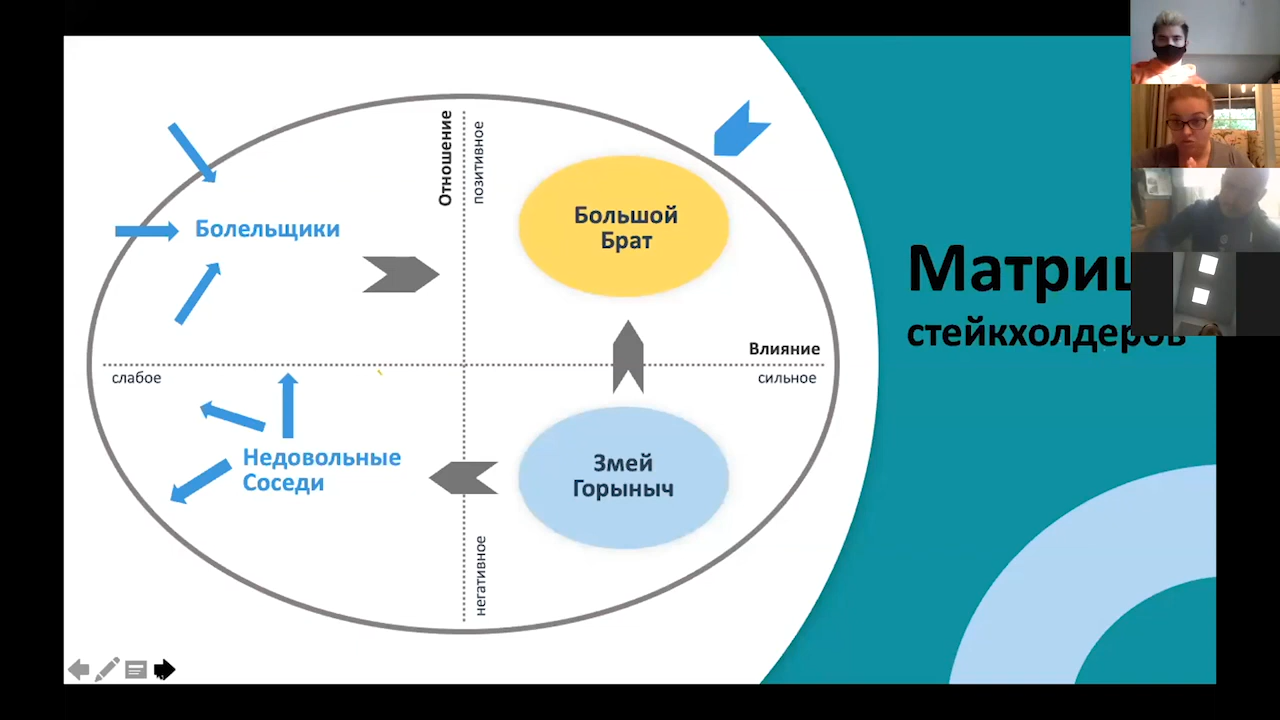 Отношение
позитивное
Большой
Брат
Болельщики
Влияние
слабое
сильное
Недовольные
Соседи
Змей
Горыныч
негативное
Матриц
стейкхолдеров